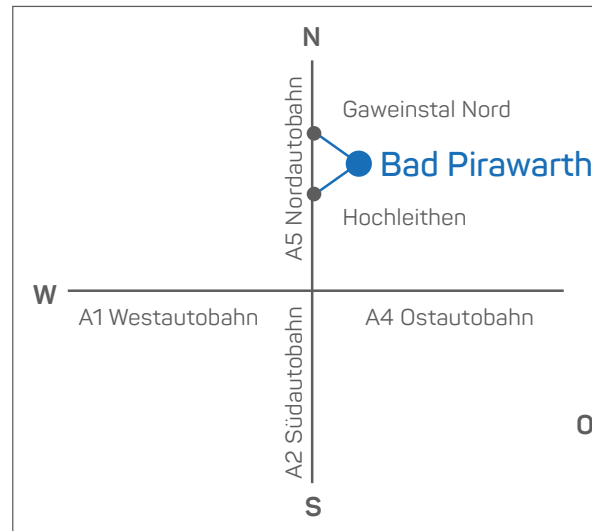 N
A5 Nordautobahn
Gaweinstal Nord
Bad Pirawarth
Hochleithen
W
A1 Westautobahn
A4 Ostautobahn
A2 Südautobahn
O
S